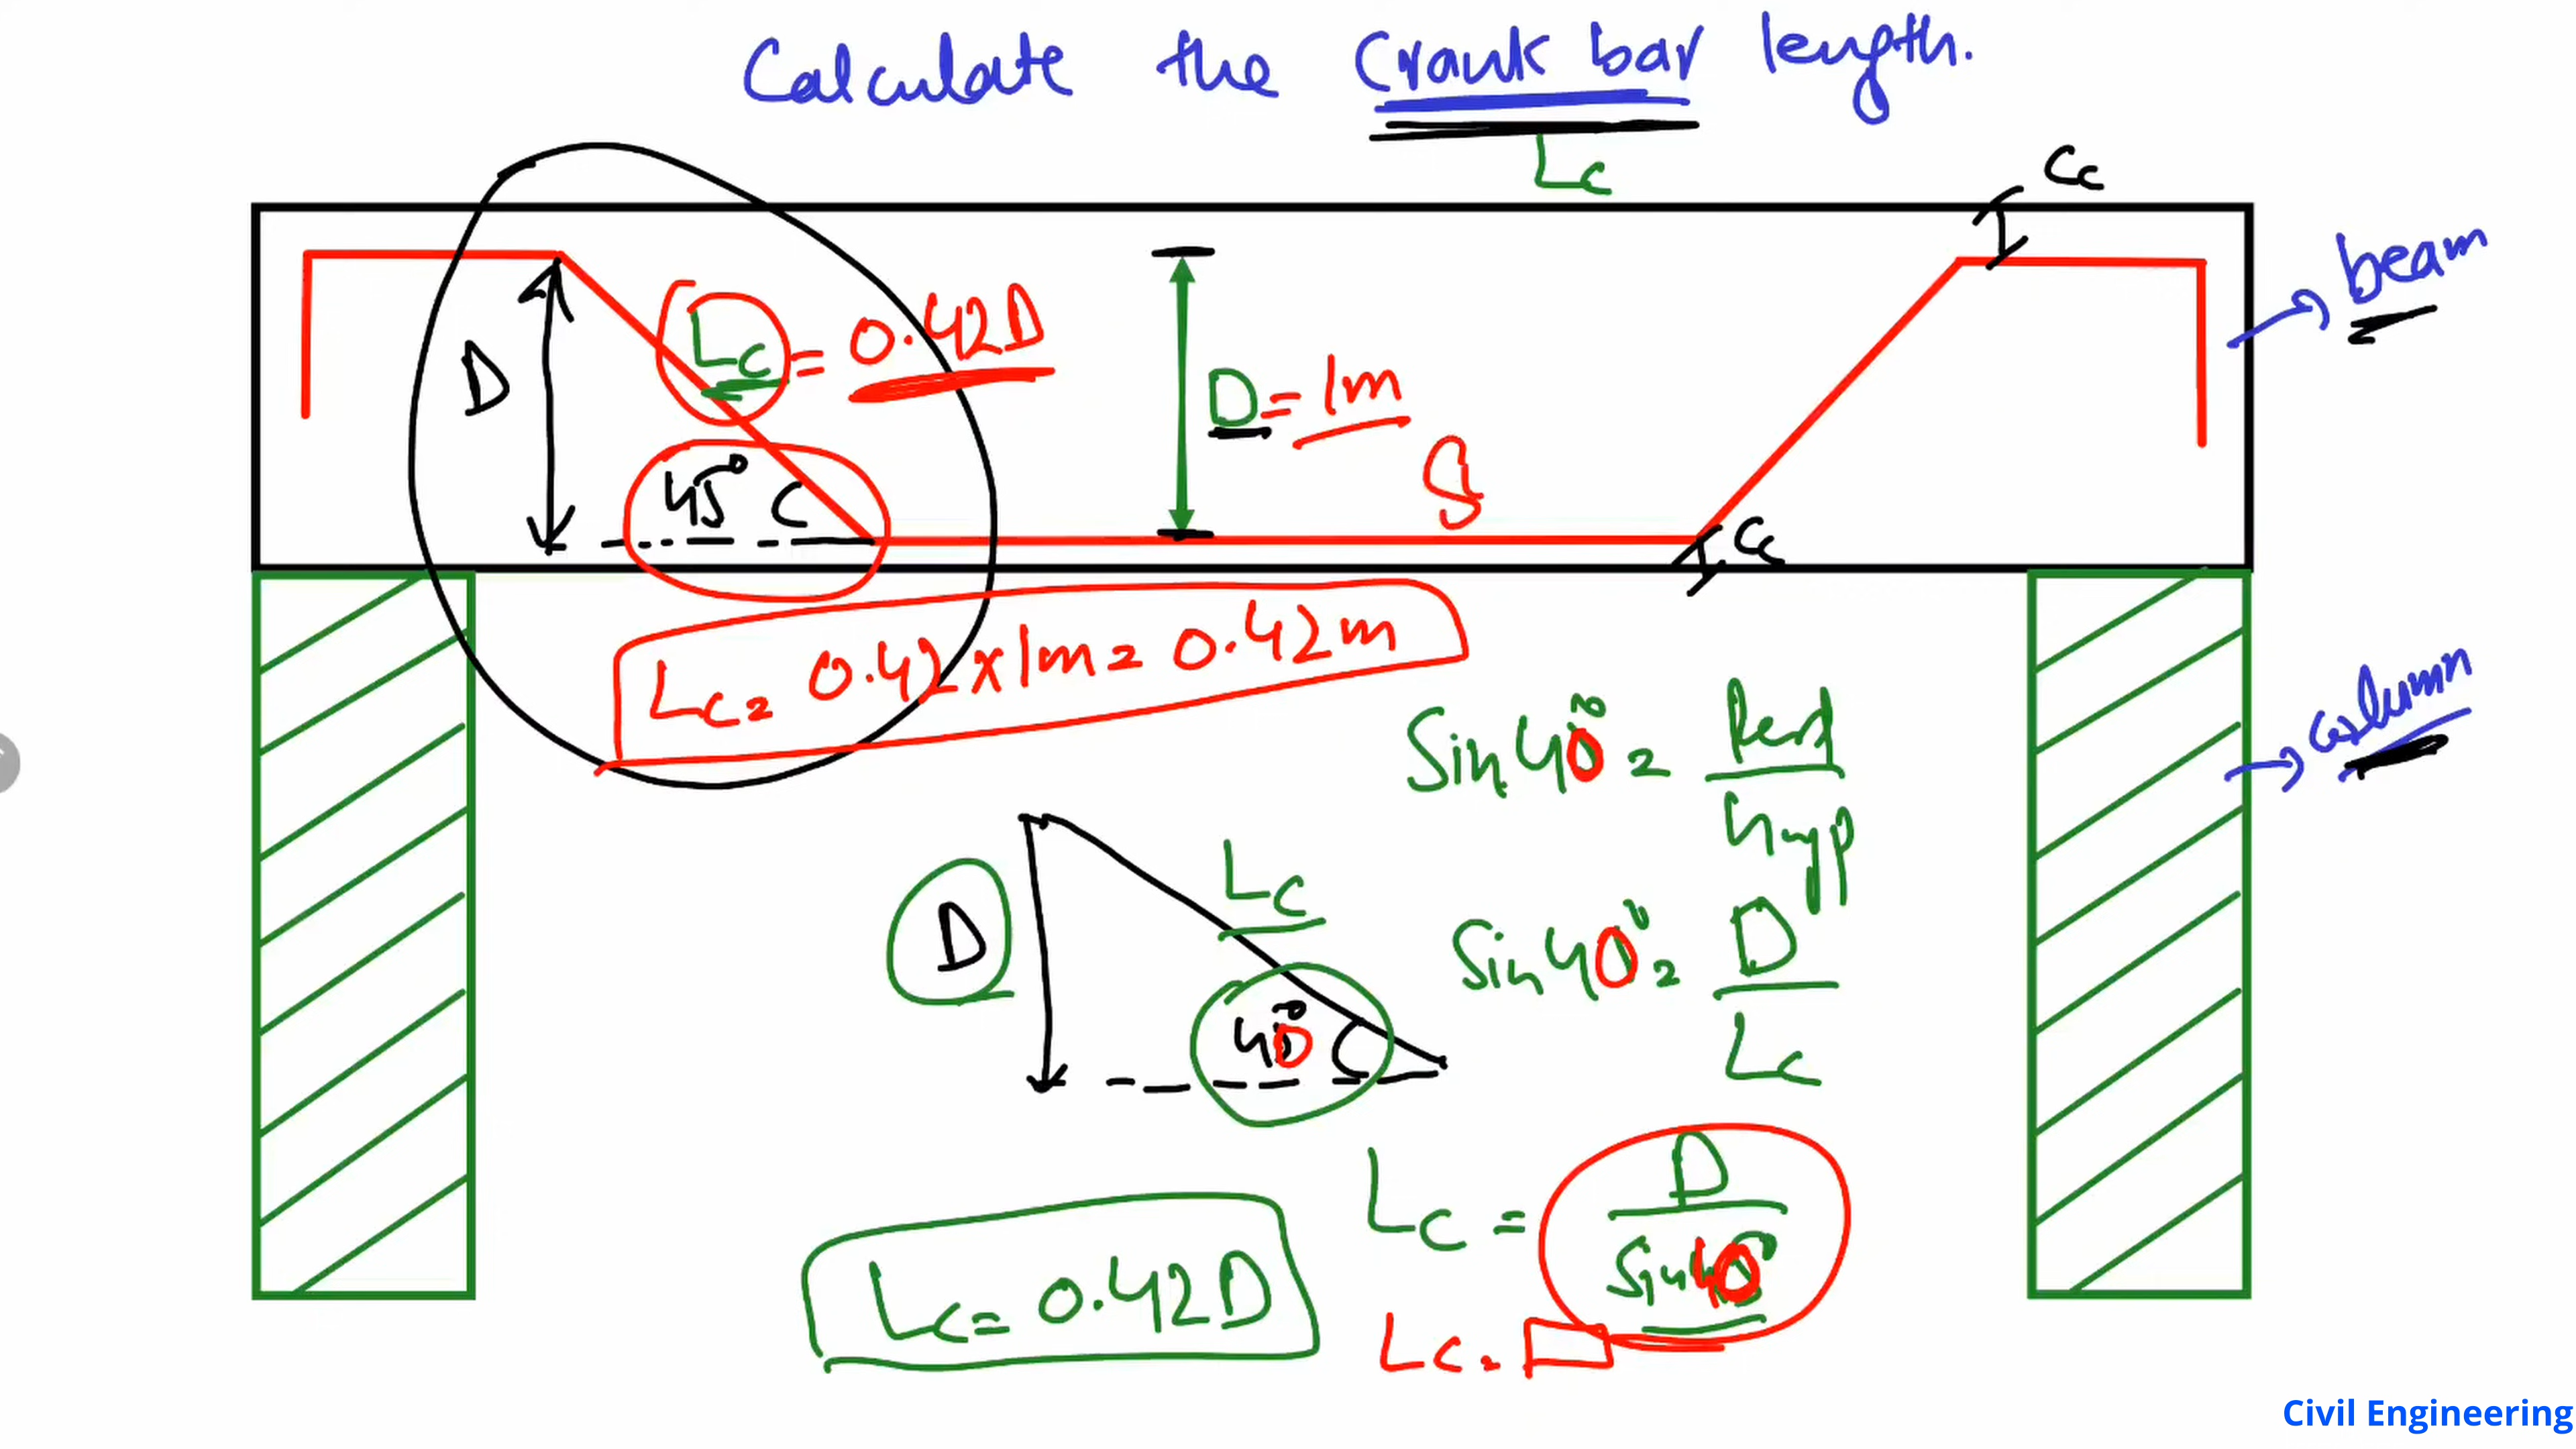 Calculate the Crank bar length.
Lc
Cc
beam
D
Lc = 0.42D
D = 1m
45°
Cc
Lc = 0.42 x 1m = 0.42m
column
Sin 40° = Perp
hyp
D
Lc
40°
Sin 40° = D
Lc
Lc = D
Sin 40°
Lc = 0.42D
Lc =
Civil Engineering